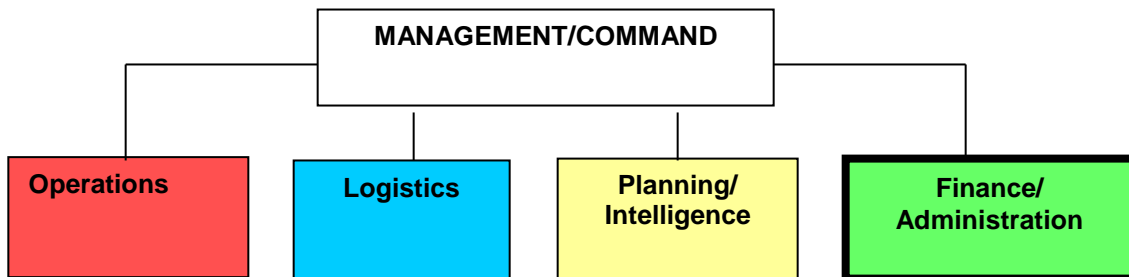 MANAGEMENT/COMMAND
Operations
Logistics
Planning/
Intelligence
Finance/
Administration